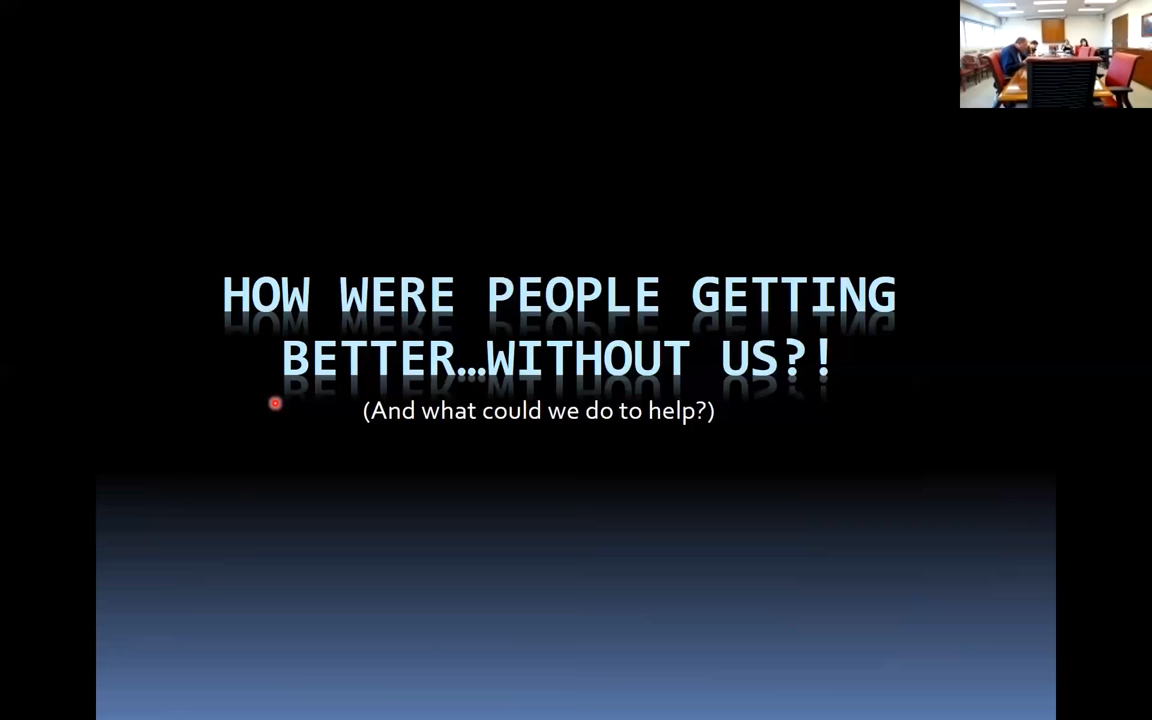 HOW WERE PEOPLE GETTING
BETTER…WITHOUT US?!
(And what could we do to help?)